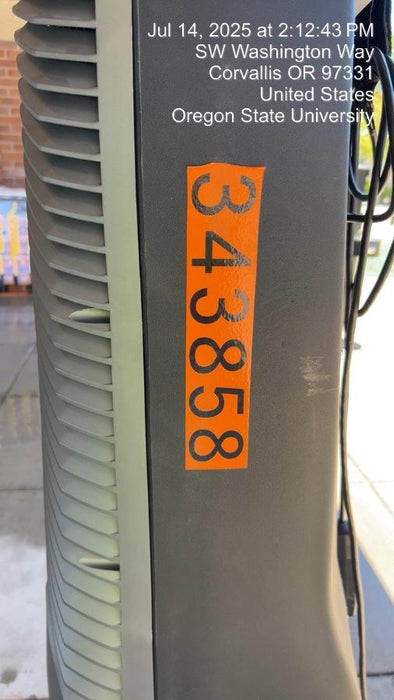 Jul 14, 2025 at 2:12:43 PM
SW Washington Way
Corvallis OR 97331
United States
Oregon State University
343858